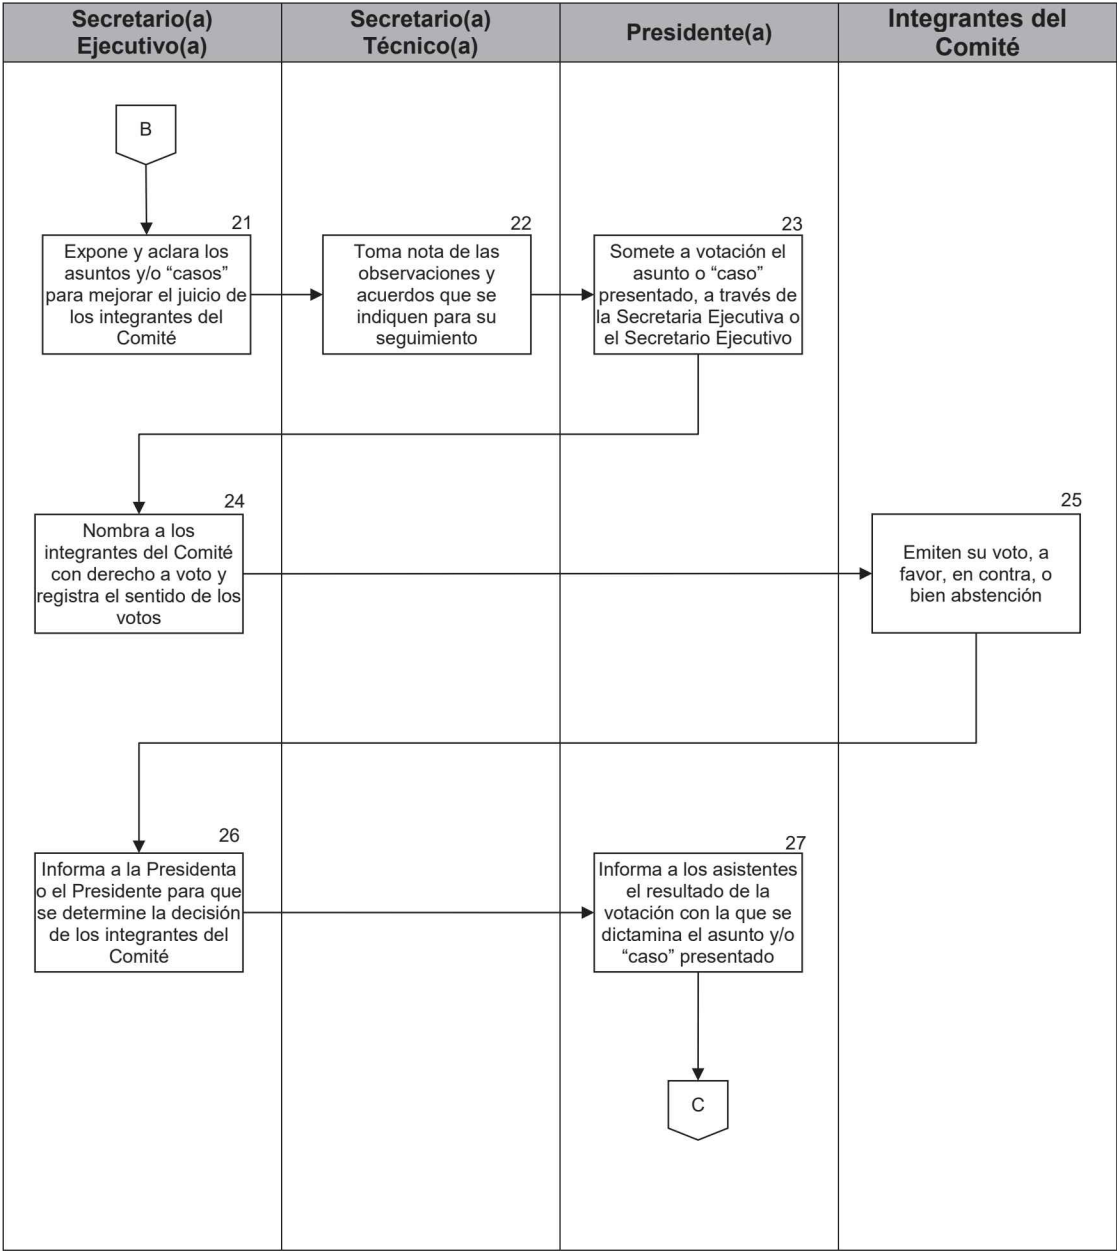 Secretario(a)
Ejecutivo(a)
Secretario(a)
Técnico(a)
Presidente(a)
Integrantes del
Comité
B
21
Expone y aclara los
asuntos y/o “casos”
para mejorar el juicio de
los integrantes del
Comité
22
Toma nota de las
observaciones y
acuerdos que se
indiquen para su
seguimiento
23
Somete a votación el
asunto o “caso”
presentado, a través de
la Secretaria Ejecutiva o
el Secretario Ejecutivo
24
Nombra a los
integrantes del Comité
con derecho a voto y
registra el sentido de los
votos
25
Emiten su voto, a
favor, en contra, o
bien abstención
26
Informa a la Presidenta
o el Presidente para que
se determine la decisión
de los integrantes del
Comité
27
Informa a los asistentes
el resultado de la
votación con la que se
dictamina el asunto y/o
“caso” presentado
C